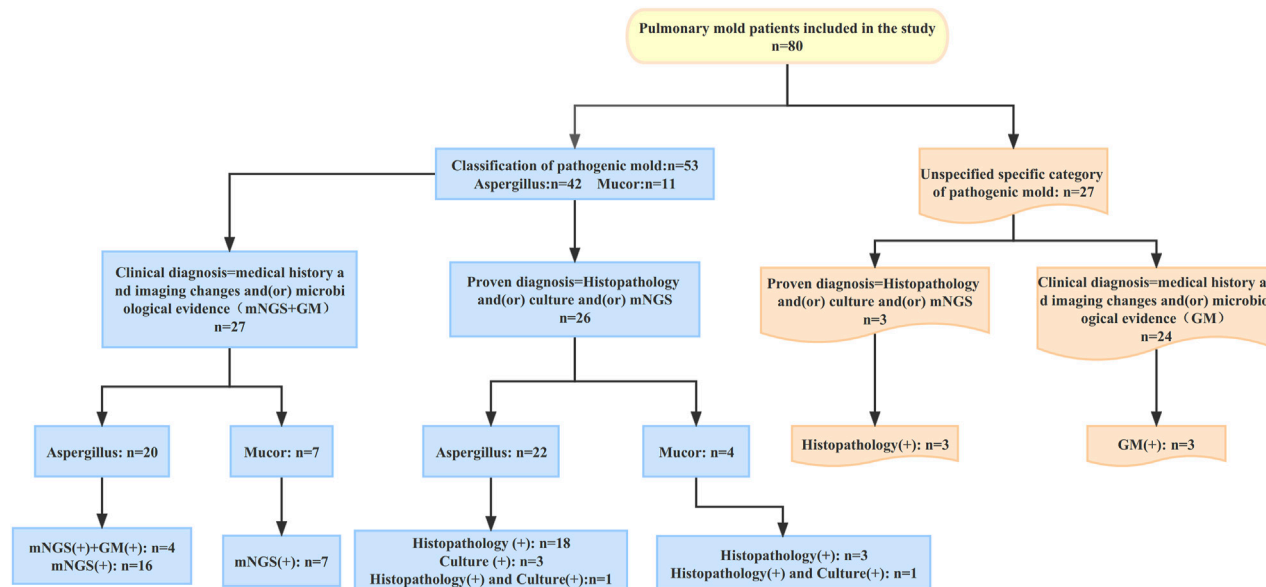 Pulmonary mold patients included in the study
n=80
Classification of pathogenic mold:n=53
Aspergillus:n=42 Mucor:n=11
Unspecified specific category
of pathogenic mold: n=27
Clinical diagnosis=medical history a
nd imaging changes and(or) microbi
ological evidence（mNGS+GM）
n=27
Proven diagnosis=Histopathology
and(or) culture and(or) mNGS
n=26
Proven diagnosis=Histopathology
and(or) culture and(or) mNGS
n=3
Clinical diagnosis=medical history an
d imaging changes and(or) microbiol
ogical evidence（GM）
n=24
Aspergillus: n=20
Mucor: n=7
Aspergillus: n=22
Mucor: n=4
Histopathology(+): n=3
GM(+): n=3
mNGS(+)+GM(+): n=4
mNGS(+): n=16
mNGS(+): n=7
Histopathology (+): n=18
Culture (+): n=3
Histopathology(+) and Culture(+):n=1
Histopathology(+): n=3
Histopathology(+) and Culture(+): n=1